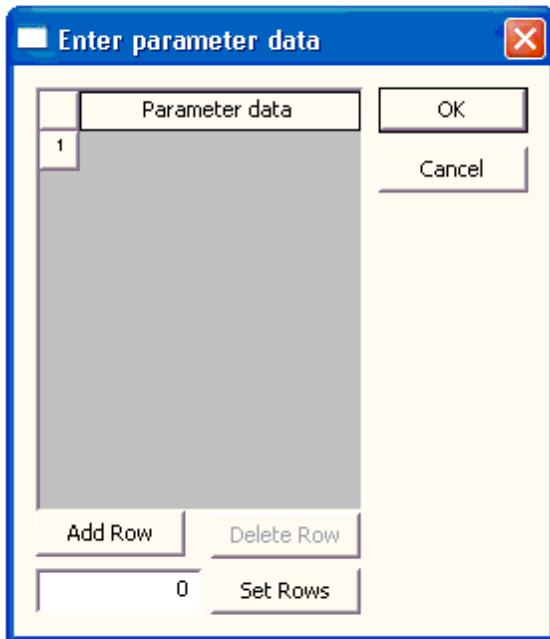 Enter parameter data
Parameter data
OK
1
Cancel
Add Row
Delete Row
0
Set Rows